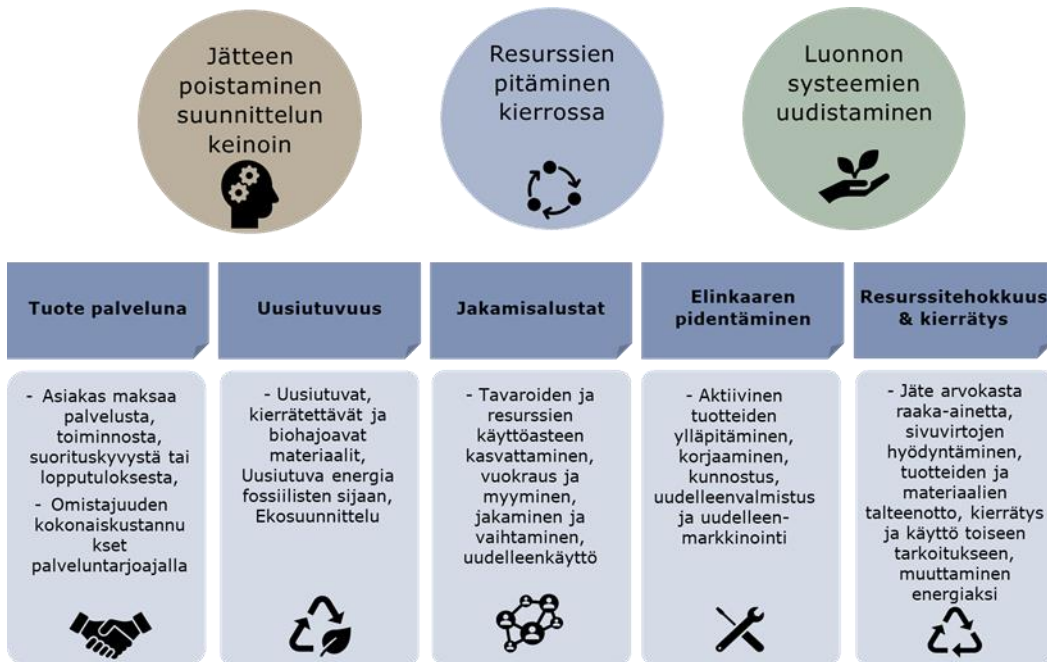 Jätteen
poistaminen
suunnittelun
keinoin
Resurssien
pitäminen
kierrossa
Luonnon
systeemien
uudistaminen
Tuote palveluna
Uusiutuvuus
Jakamisalustat
Elinkaaren
pidentäminen
Resurssitehokkuus
& kierrätys
- Asiakas maksaa
palvelusta,
toiminnosta,
suorituskyvystä tai
lopputuloksesta,
- Omistajuuden
kokonaiskustannu
kset
palveluntarjoajalla
- Uusiutuvat,
kierrätettävät ja
biohajoavat
materiaalit,
Uusiutuva energia
fossiilisten sijaan,
Ekosuunnittelu
- Tavaroiden ja
resurssien
käyttöasteen
kasvattaminen,
vuokraus ja
myyminen,
jakaminen ja
vaihtaminen,
uudelleenkäyttö
- Aktiivinen
tuotteiden
ylläpitäminen,
korjaaminen,
kunnostus,
uudelleenvalmistus
ja uudelleen-
markkinointi
- Jäte arvokasta
raaka-ainetta,
sivuvirtojen
hyödyntäminen,
tuotteiden ja
materiaalien
talteenotto, kierrätys
ja käyttö toiseen
tarkoitukseen,
muuttaminen
energiaksi